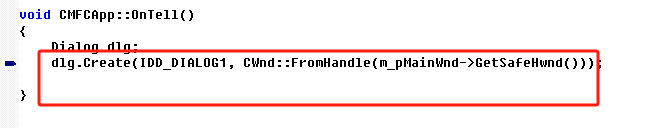 void CMFCApp::OnTell()
{
Dialog dlg;
dlg.Create(IDD_DIALOG1, CWnd::FromHandle(m_pMainWnd->GetSafeHwnd()));
}